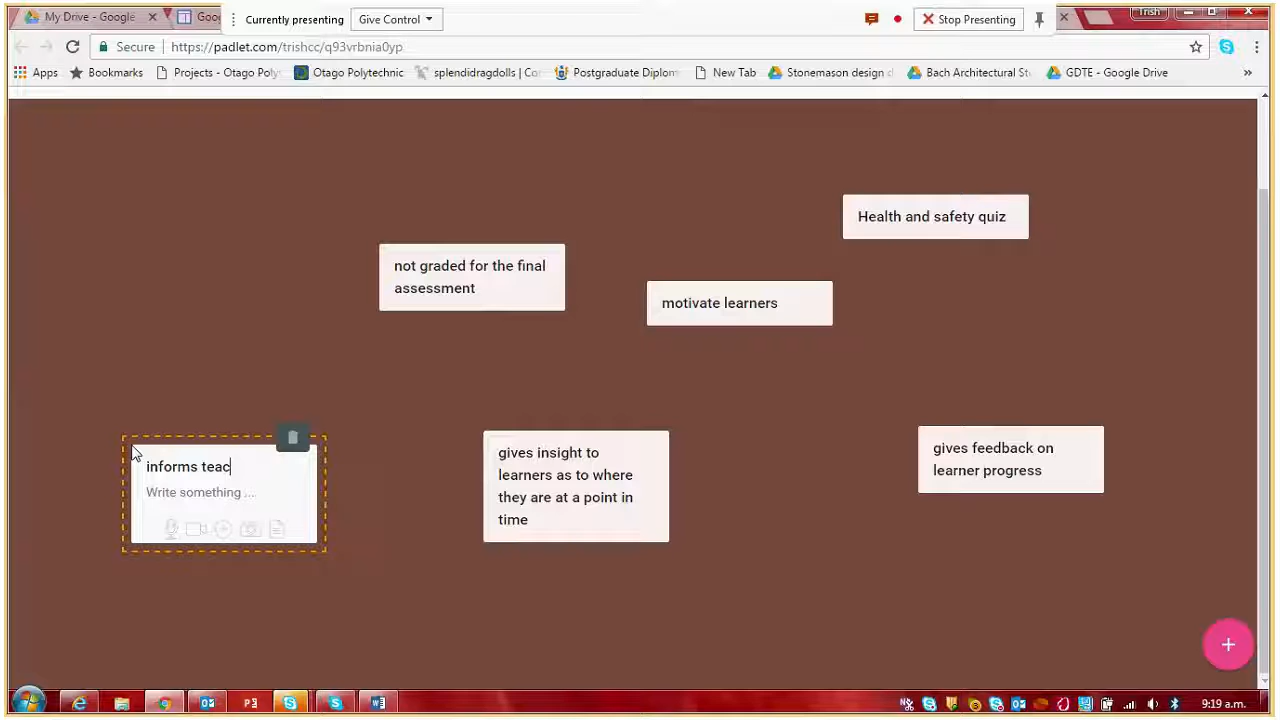 My Drive - Google
Goo
Currently presenting
Give Control
Stop Presenting
Trish
Secure
https://padlet.com/trishcc/q93vrbnia0yp
Apps
Bookmarks
Projects - Otago Poly
Otago Polytechnic
splendidragdolls | Co
Postgraduate Diplom
New Tab
Stonemason design c
Bach Architectural St
GDTE - Google Drive
»
Health and safety quiz
not graded for the final
assessment
motivate learners
informs teac
Write something ...
gives insight to
learners as to where
they are at a point in
time
gives feedback on
learner progress
+
9:19 a.m.